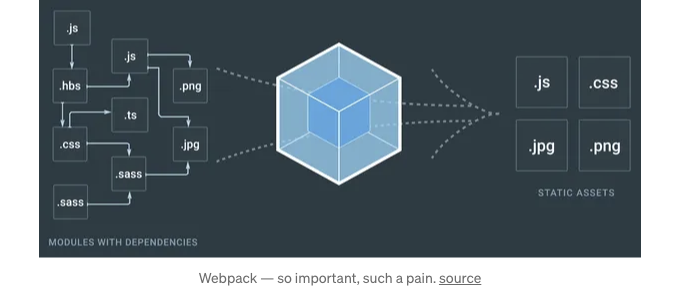 .js
.js
.hbs
.png
.ts
.css
.jpg
.sass
.sass
MODULES WITH DEPENDENCIES
.js
.css
.jpg
.png
STATIC ASSETS
Webpack — so important, such a pain. source